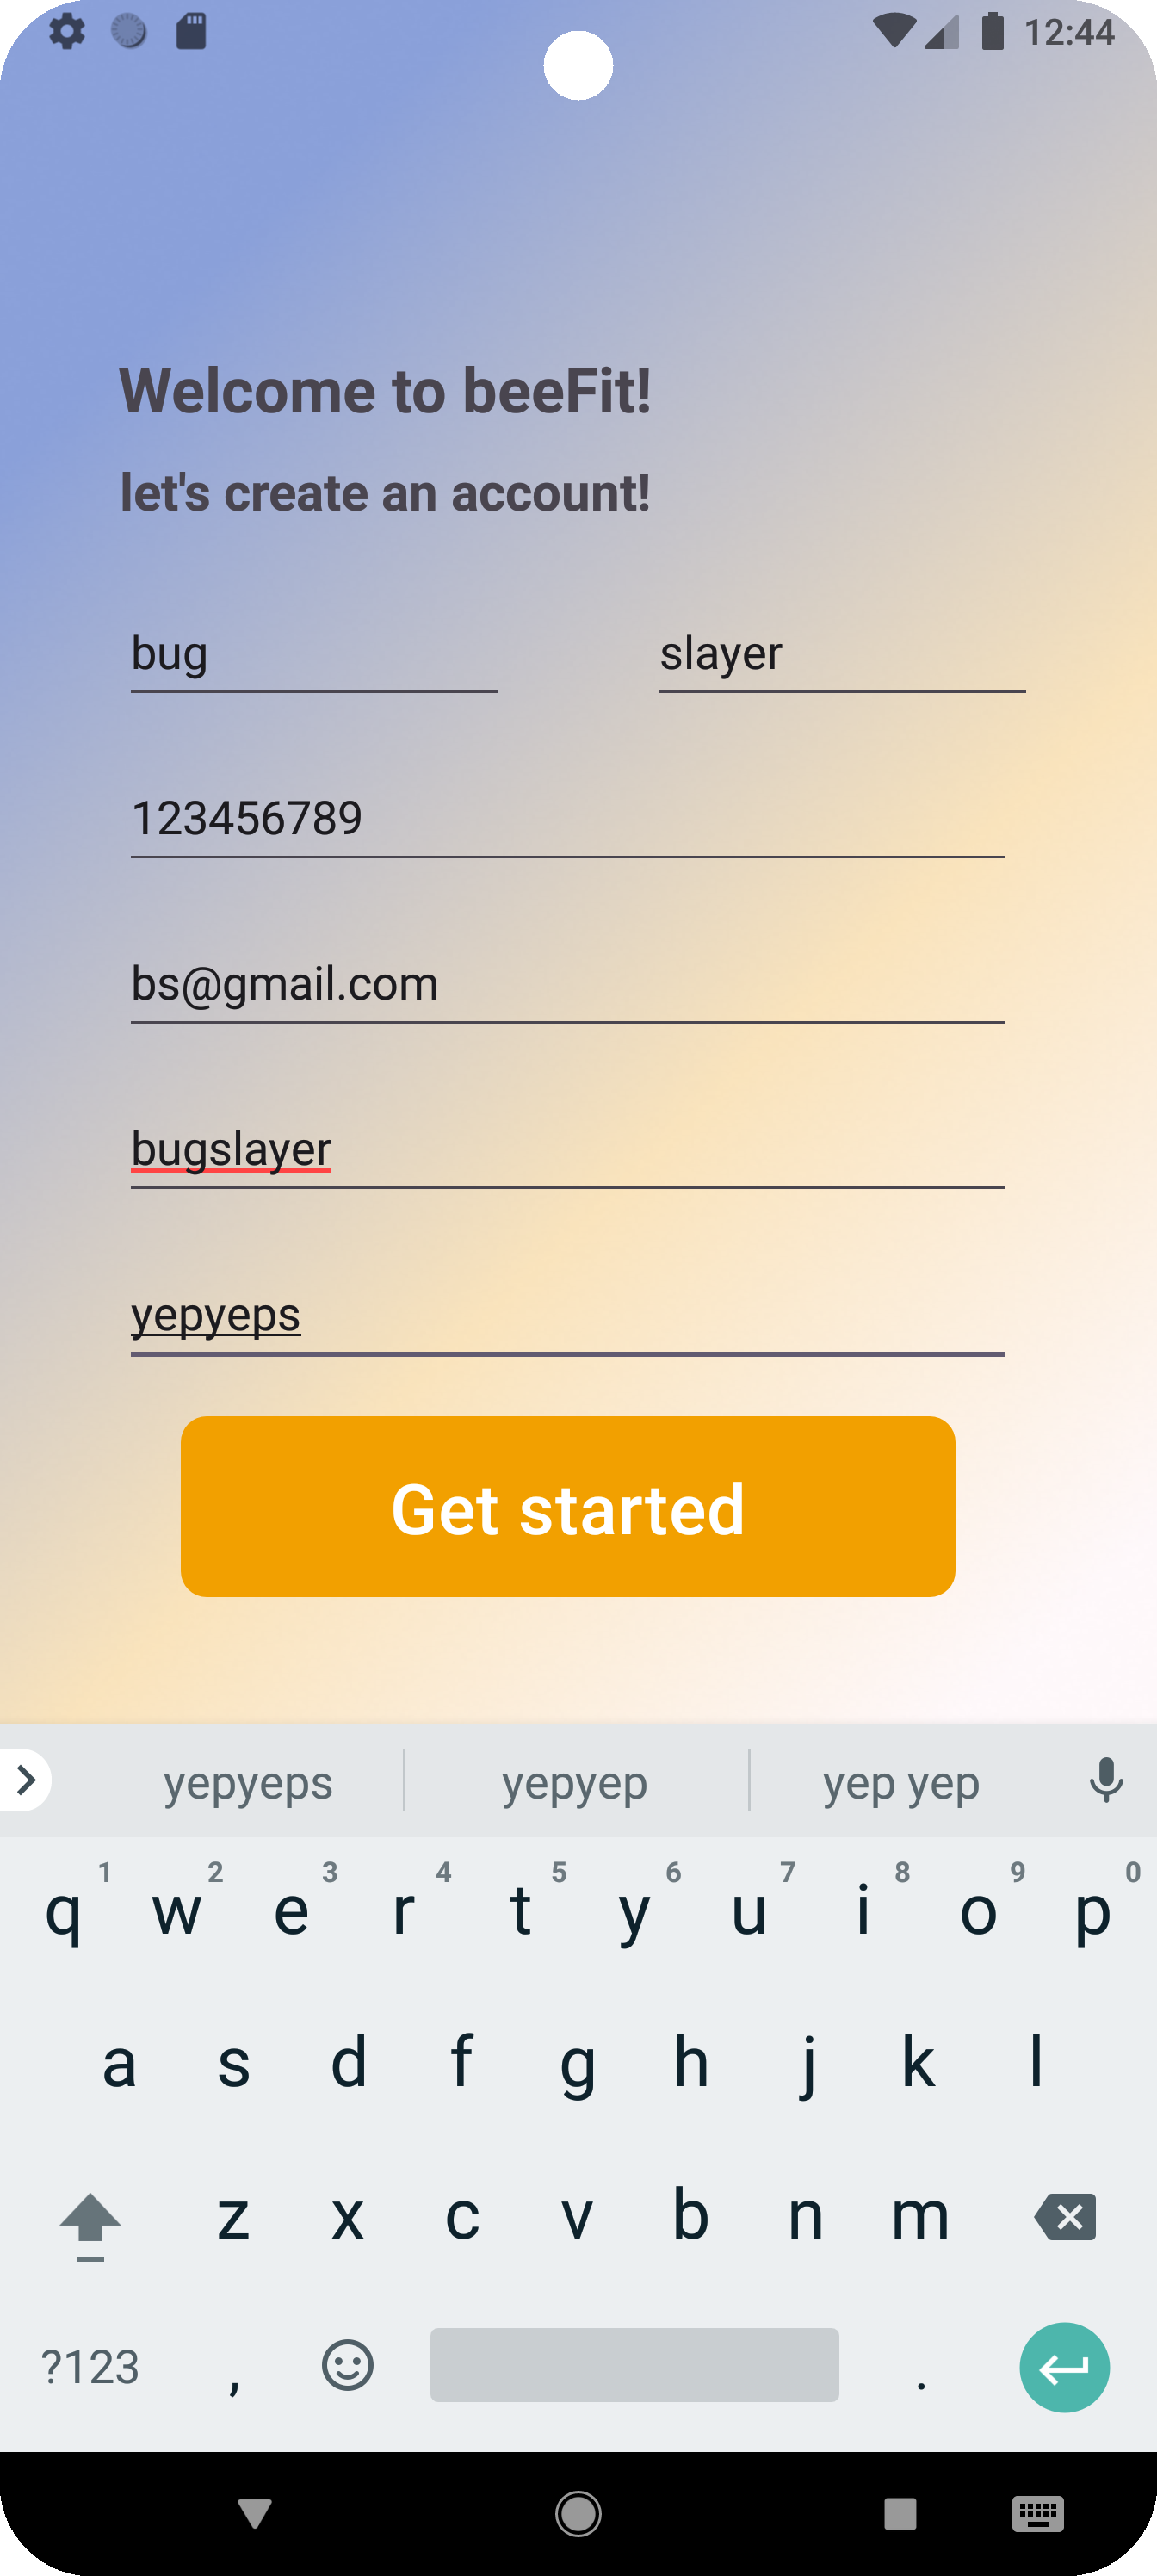 12:44
Welcome to beeFit!
let's create an account!
bug slayer
123456789
bs@gmail.com
bugslayer
yepyeps
Get started
yepyeps yepyep yep yep
1 2 3 4 5 6 7 8 9 0
q w e r t y u i o p
a s d f g h j k l
z x c v b n m
?123 , .